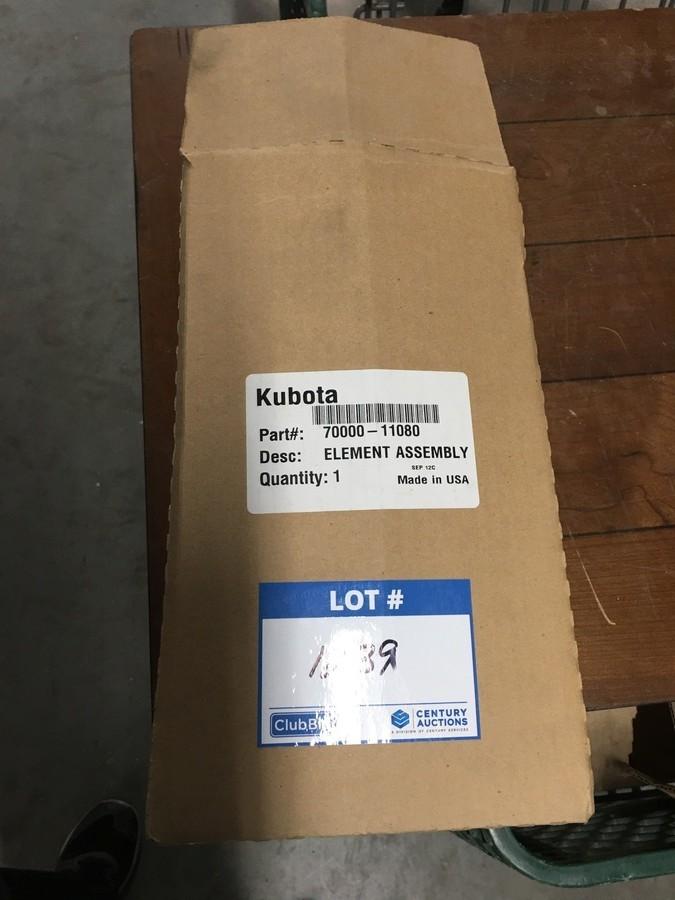 Kubota
Part#: 70000-11080
Desc: ELEMENT ASSEMBLY
SEP 12C
Quantity: 1 Made in USA
LOT #
CENTURY
AUCTIONS
A DIVISION OF CENTURY SERVICES